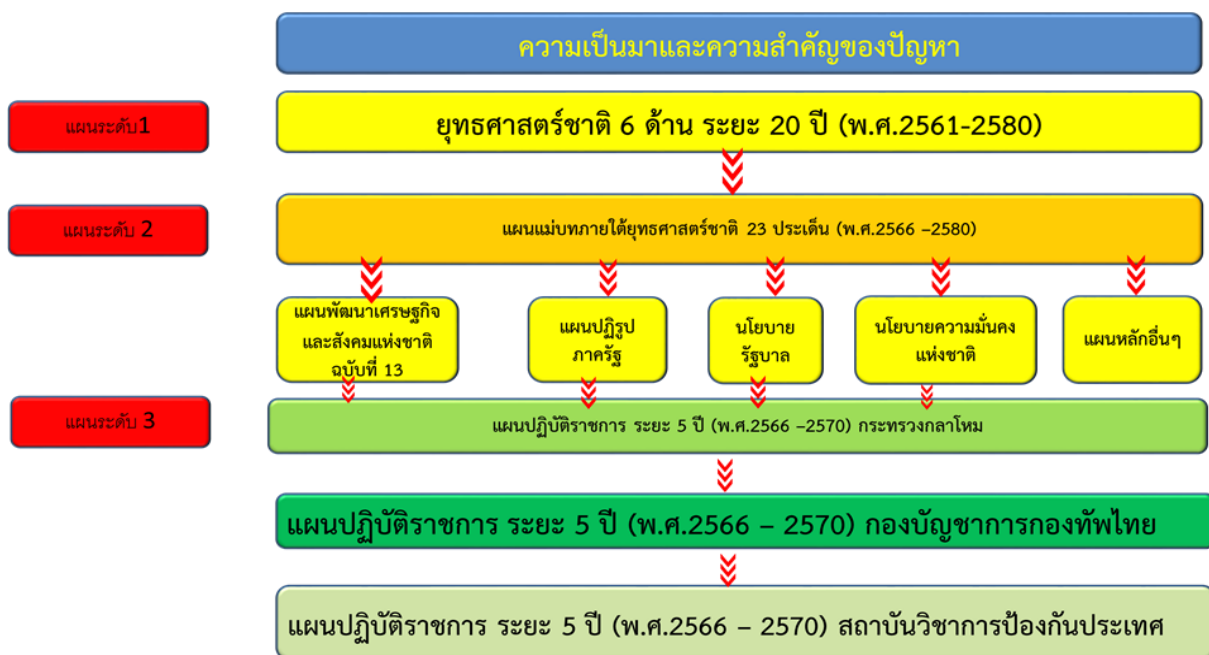 ความเป็นมาและความสำคัญของปัญหา
แผนระดับ1
ยุทธศาสตร์ชาติ 6 ด้าน ระยะ 20 ปี (พ.ศ.2561-2580)
แผนระดับ 2
แผนแม่บทภายใต้ยุทธศาสตร์ชาติ 23 ประเด็น (พ.ศ.2566 –2580)
แผนพัฒนาเศรษฐกิจ
และสังคมแห่งชาติ
ฉบับที่ 13
แผนปฏิรูป
ภาครัฐ
นโยบาย
รัฐบาล
นโยบายความมั่นคง
แห่งชาติ
แผนหลักอื่นๆ
แผนระดับ 3
แผนปฏิบัติราชการ ระยะ 5 ปี (พ.ศ.2566 –2570) กระทรวงกลาโหม
แผนปฏิบัติราชการ ระยะ 5 ปี (พ.ศ.2566 – 2570) กองบัญชาการกองทัพไทย
แผนปฏิบัติราชการ ระยะ 5 ปี (พ.ศ.2566 – 2570) สถาบันวิชาการป้องกันประเทศ